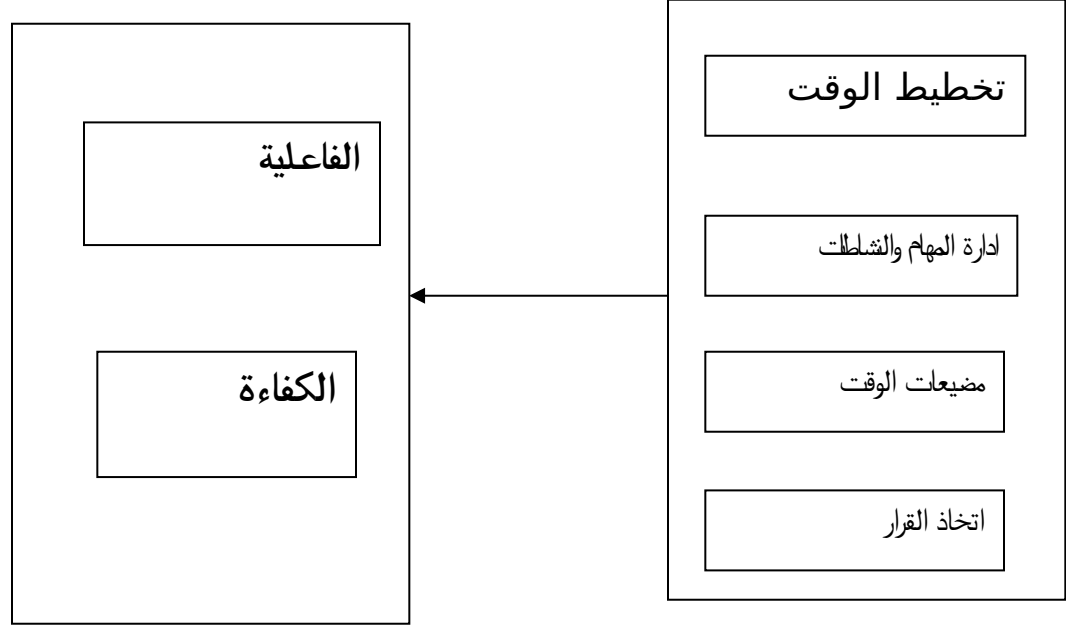 تخطيط الوقت
ادارة المهام والنشاطات
مضيعات الوقت
اتخاذ القرار
الفاعلية
الكفاءة